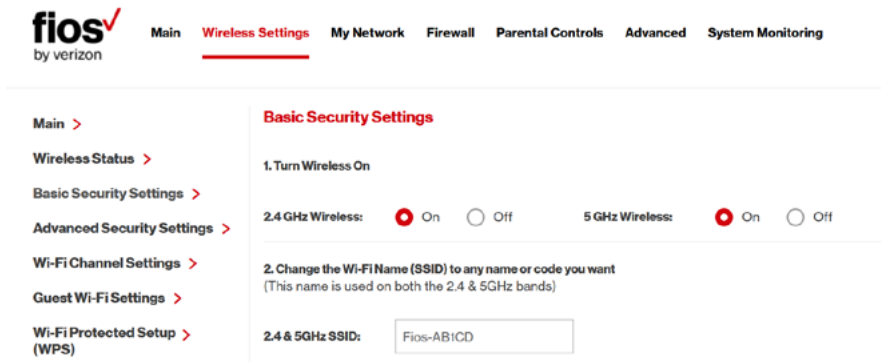 fios
by verizon
Main Wireless Settings My Network Firewall Parental Controls Advanced System Monitoring
Main >
Wireless Status >
Basic Security Settings >
Advanced Security Settings >
Wi-Fi Channel Settings >
Guest Wi-Fi Settings >
Wi-Fi Protected Setup >
(WPS)
Basic Security Settings
1. Turn Wireless On
2.4 GHz Wireless: On Off 5 GHz Wireless: On Off
2. Change the Wi-Fi Name (SSID) to any name or code you want
(This name is used on both the 2.4 & 5GHz bands)
2.4 & 5GHz SSID: Fios-AB1CD